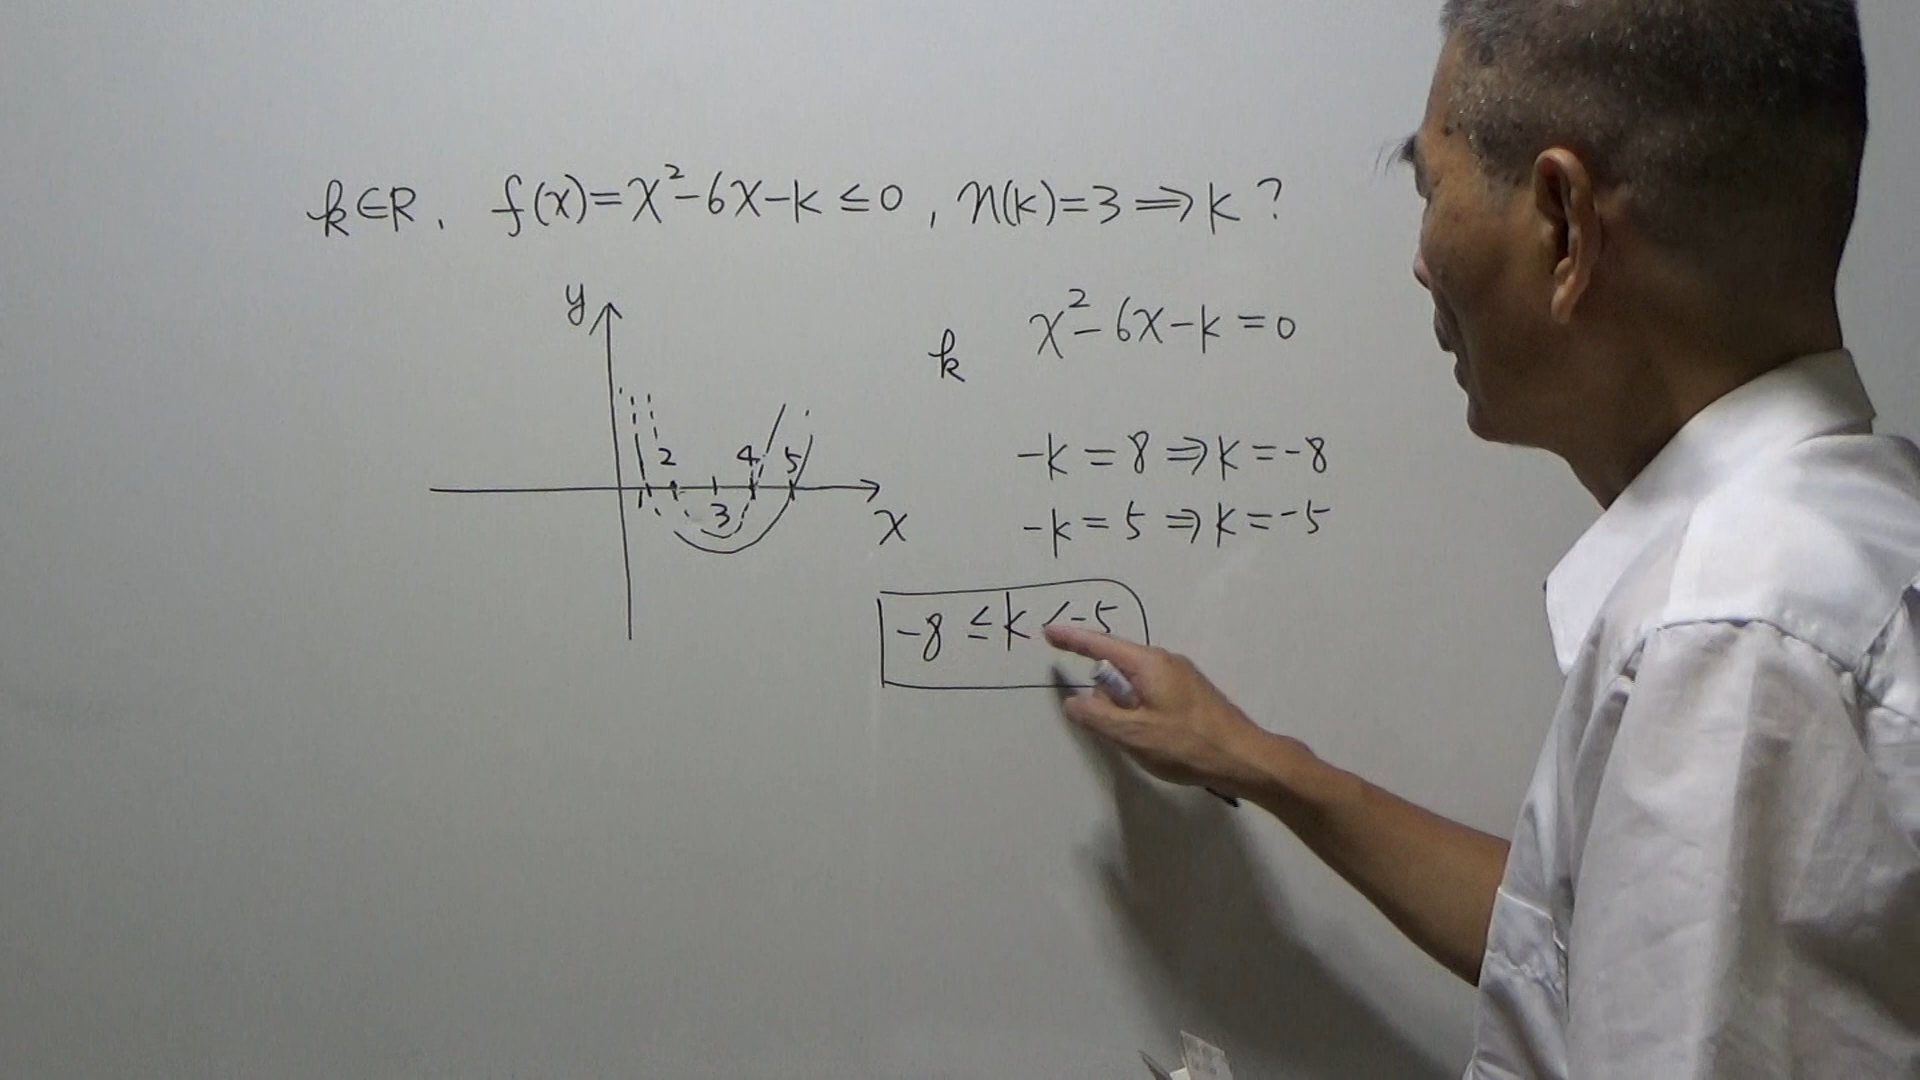 k∈R, f(x)=x²-6x-k≤0, n(k)=3⇒k?
y
x²-6x-k=0
k
2 4 5
-k=8⇒k=-8
3
x
-k=5⇒k=-5
-8≤k<-5